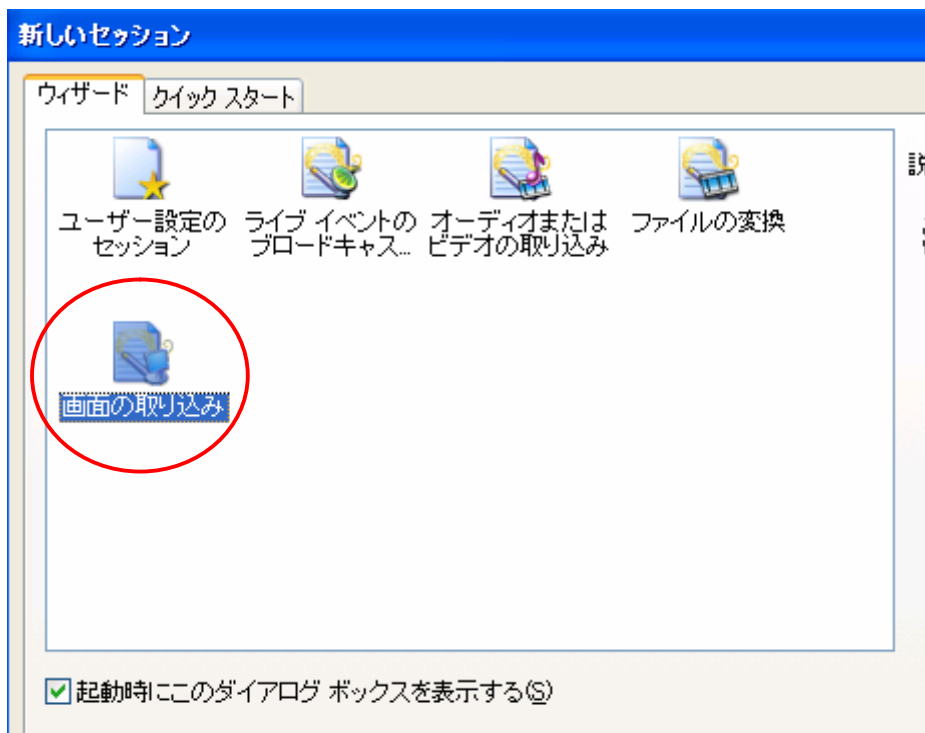 新しいセッション
ウィザード
クイック スタート
ユーザー設定の
セッション
ライブ イベントの
ブロードキャス...
オーディオまたは
ビデオの取り込み
ファイルの変換
画面の取り込み
起動時にこのダイアログ ボックスを表示する(S)